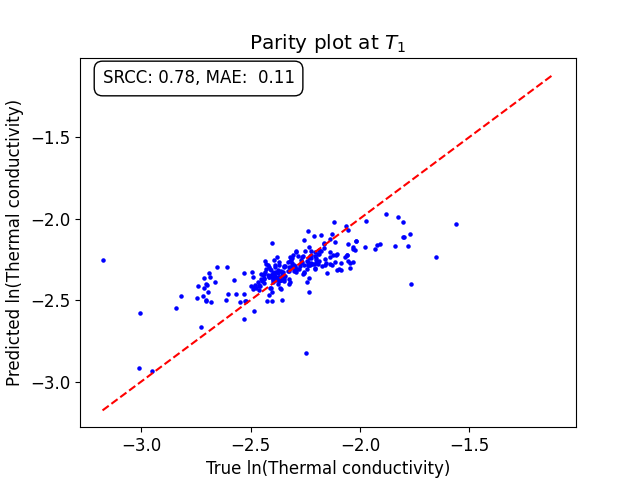 Parity plot at T₁
SRCC: 0.78, MAE:  0.11
Predicted ln(Thermal conductivity)
−1.5
−2.0
−2.5
−3.0
−3.0 −2.5 −2.0 −1.5
True ln(Thermal conductivity)